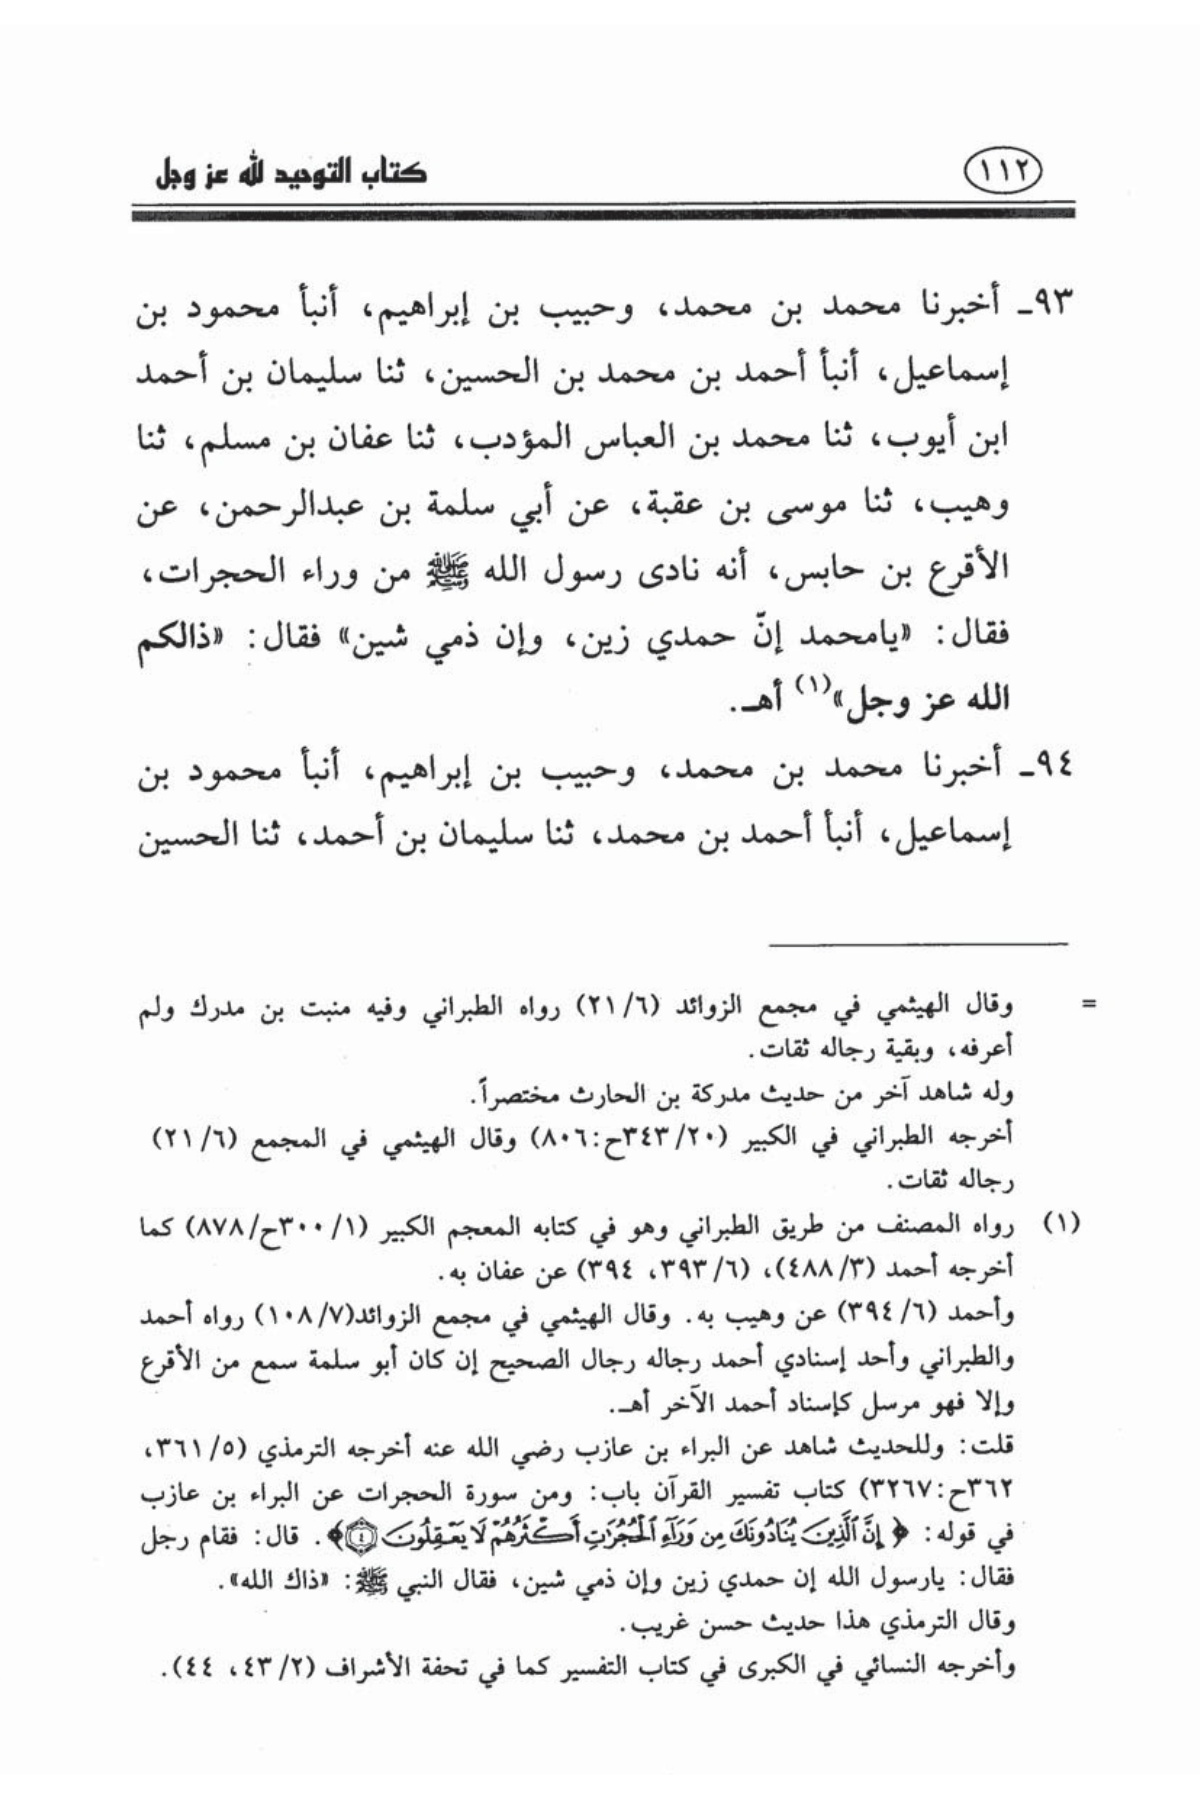 ١١٢
كتاب التوحيد لله عز وجل
٩٣ـ أخبرنا محمد بن محمد، وحبيب بن إبراهيم، أنبأ محمود بن
إسماعيل، أنبأ أحمد بن محمد بن الحسين، ثنا سليمان بن أحمد
ابن أيوب، ثنا محمد بن العباس المؤدب، ثنا عفان بن مسلم، ثنا
وهيب، ثنا موسى بن عقبة، عن أبي سلمة بن عبدالرحمن، عن
الأقرع بن حابس، أنه نادى رسول الله ﷺ من وراء الحجرات،
فقال: «يامحمد إنّ حمدي زين، وإن ذمي شين» فقال: «ذالكم
الله عز وجل»(١) أهـ.
٩٤ـ أخبرنا محمد بن محمد، وحبيب بن إبراهيم، أنبأ محمود بن
إسماعيل، أنبأ أحمد بن محمد، ثنا سليمان بن أحمد، ثنا الحسين
= وقال الهيثمي في مجمع الزوائد (٢١/٦) رواه الطبراني وفيه منبت بن مدرك ولم
أعرفه، وبقية رجاله ثقات.
وله شاهد آخر من حديث مدركة بن الحارث مختصراً.
أخرجه الطبراني في الكبير (٣٤٣/٢٠ح:٨٠٦) وقال الهيثمي في المجمع (٢١/٦)
رجاله ثقات.
(١) رواه المصنف من طريق الطبراني وهو في كتابه المعجم الكبير (٣٠٠/١ح/٨٧٨) كما
أخرجه أحمد (٤٨٨/٣)، (٣٩٣/٦، ٣٩٤) عن عفان به.
وأحمد (٣٩٤/٦) عن وهيب به. وقال الهيثمي في مجمع الزوائد(١٠٨/٧) رواه أحمد
والطبراني وأحد إسنادي أحمد رجاله رجال الصحيح إن كان أبو سلمة سمع من الأقرع
وإلا فهو مرسل كإسناد أحمد الآخر أهـ.
قلت: وللحديث شاهد عن البراء بن عازب رضي الله عنه أخرجه الترمذي (٣٦١/٥،
٣٦٢ح:٣٢٦٧) كتاب تفسير القرآن باب: ومن سورة الحجرات عن البراء بن عازب
في قوله: ﴿إِنَّ ٱلَّذِينَ يُنَادُونَكَ مِن وَرَآءِ ٱلْحُجُرَٰتِ أَكْثَرُهُمْ لَا يَعْقِلُونَ ٤﴾. قال: فقام رجل
فقال: يارسول الله إن حمدي زين وإن ذمي شين، فقال النبي ﷺ: «ذاك الله».
وقال الترمذي هذا حديث حسن غريب.
وأخرجه النسائي في الكبرى في كتاب التفسير كما في تحفة الأشراف (٤٣/٢، ٤٤).